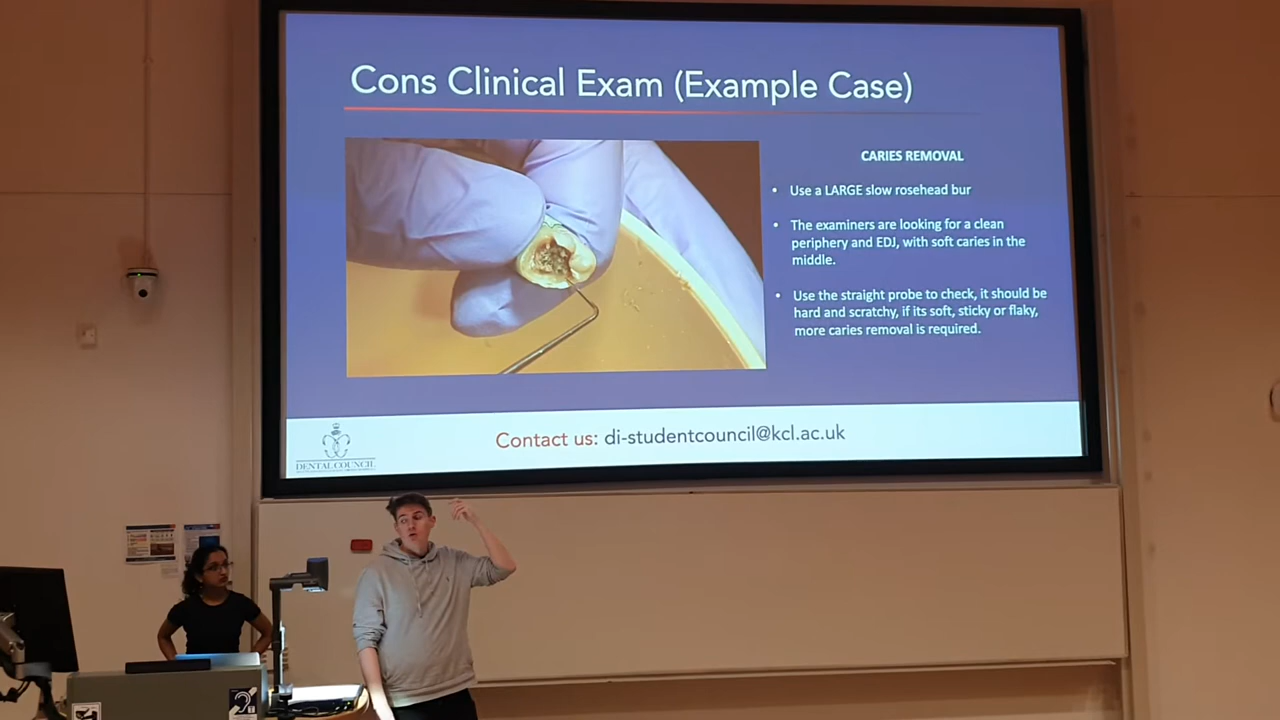 Cons Clinical Exam (Example Case)
CARIES REMOVAL
• Use a LARGE slow rosehead bur
• The examiners are looking for a clean
periphery and EDJ, with soft caries in the
middle.
• Use the straight probe to check, it should be
hard and scratchy, if its soft, sticky or flaky,
more caries removal is required.
Contact us: di-studentcouncil@kcl.ac.uk
DENTAL COUNCIL